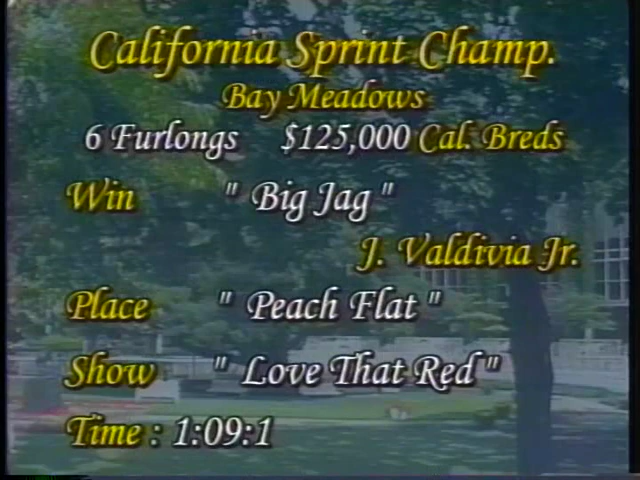 California Sprint Champ.
Bay Meadows
6 Furlongs $125,000 Cal. Breds
Win " Big Jag "
J. Valdivia Jr.
Place " Peach Flat "
Show " Love That Red "
Time : 1:09:1